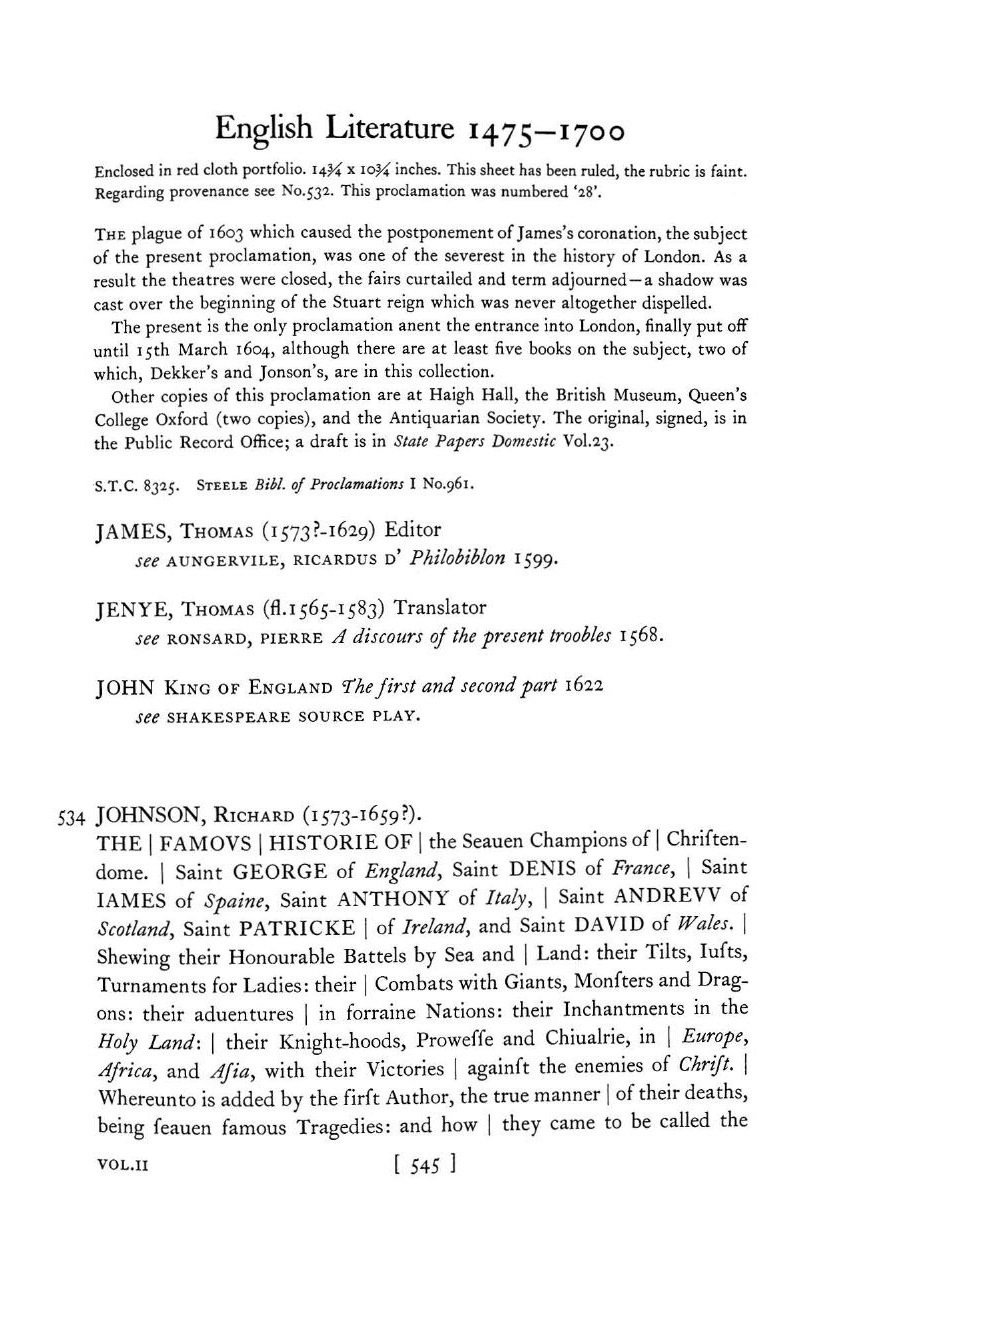 English Literature 1475–1700
Enclosed in red cloth portfolio. 14¾ x 10¾ inches. This sheet has been ruled, the rubric is faint.
Regarding provenance see No.532. This proclamation was numbered ‘28’.
THE plague of 1603 which caused the postponement of James’s coronation, the subject
of the present proclamation, was one of the severest in the history of London. As a
result the theatres were closed, the fairs curtailed and term adjourned—a shadow was
cast over the beginning of the Stuart reign which was never altogether dispelled.
The present is the only proclamation anent the entrance into London, finally put off
until 15th March 1604, although there are at least five books on the subject, two of
which, Dekker’s and Jonson’s, are in this collection.
Other copies of this proclamation are at Haigh Hall, the British Museum, Queen’s
College Oxford (two copies), and the Antiquarian Society. The original, signed, is in
the Public Record Office; a draft is in State Papers Domestic Vol.23.
S.T.C. 8325. STEELE Bibl. of Proclamations I No.961.
JAMES, THOMAS (1573?-1629) Editor
see AUNGERVILE, RICARDUS D’ Philobiblon 1599.
JENYE, THOMAS (fl.1565-1583) Translator
see RONSARD, PIERRE A discours of the present troobles 1568.
JOHN KING OF ENGLAND The first and second part 1622
see SHAKESPEARE SOURCE PLAY.
534 JOHNSON, RICHARD (1573-1659?).
THE | FAMOVS | HISTORIE OF | the Seauen Champions of | Chriſten-
dome. | Saint GEORGE of England, Saint DENIS of France, | Saint
IAMES of Spaine, Saint ANTHONY of Italy, | Saint ANDREVV of
Scotland, Saint PATRICKE | of Ireland, and Saint DAVID of Wales. |
Shewing their Honourable Battels by Sea and | Land: their Tilts, Iuſts,
Turnaments for Ladies: their | Combats with Giants, Monſters and Drag-
ons: their aduentures | in forraine Nations: their Inchantments in the
Holy Land: | their Knight-hoods, Proweſſe and Chiualrie, in | Europe,
Africa, and Aſia, with their Victories | againſt the enemies of Chriſt. |
Whereunto is added by the firſt Author, the true manner | of their deaths,
being ſeauen famous Tragedies: and how | they came to be called the
VOL.II [ 545 ]